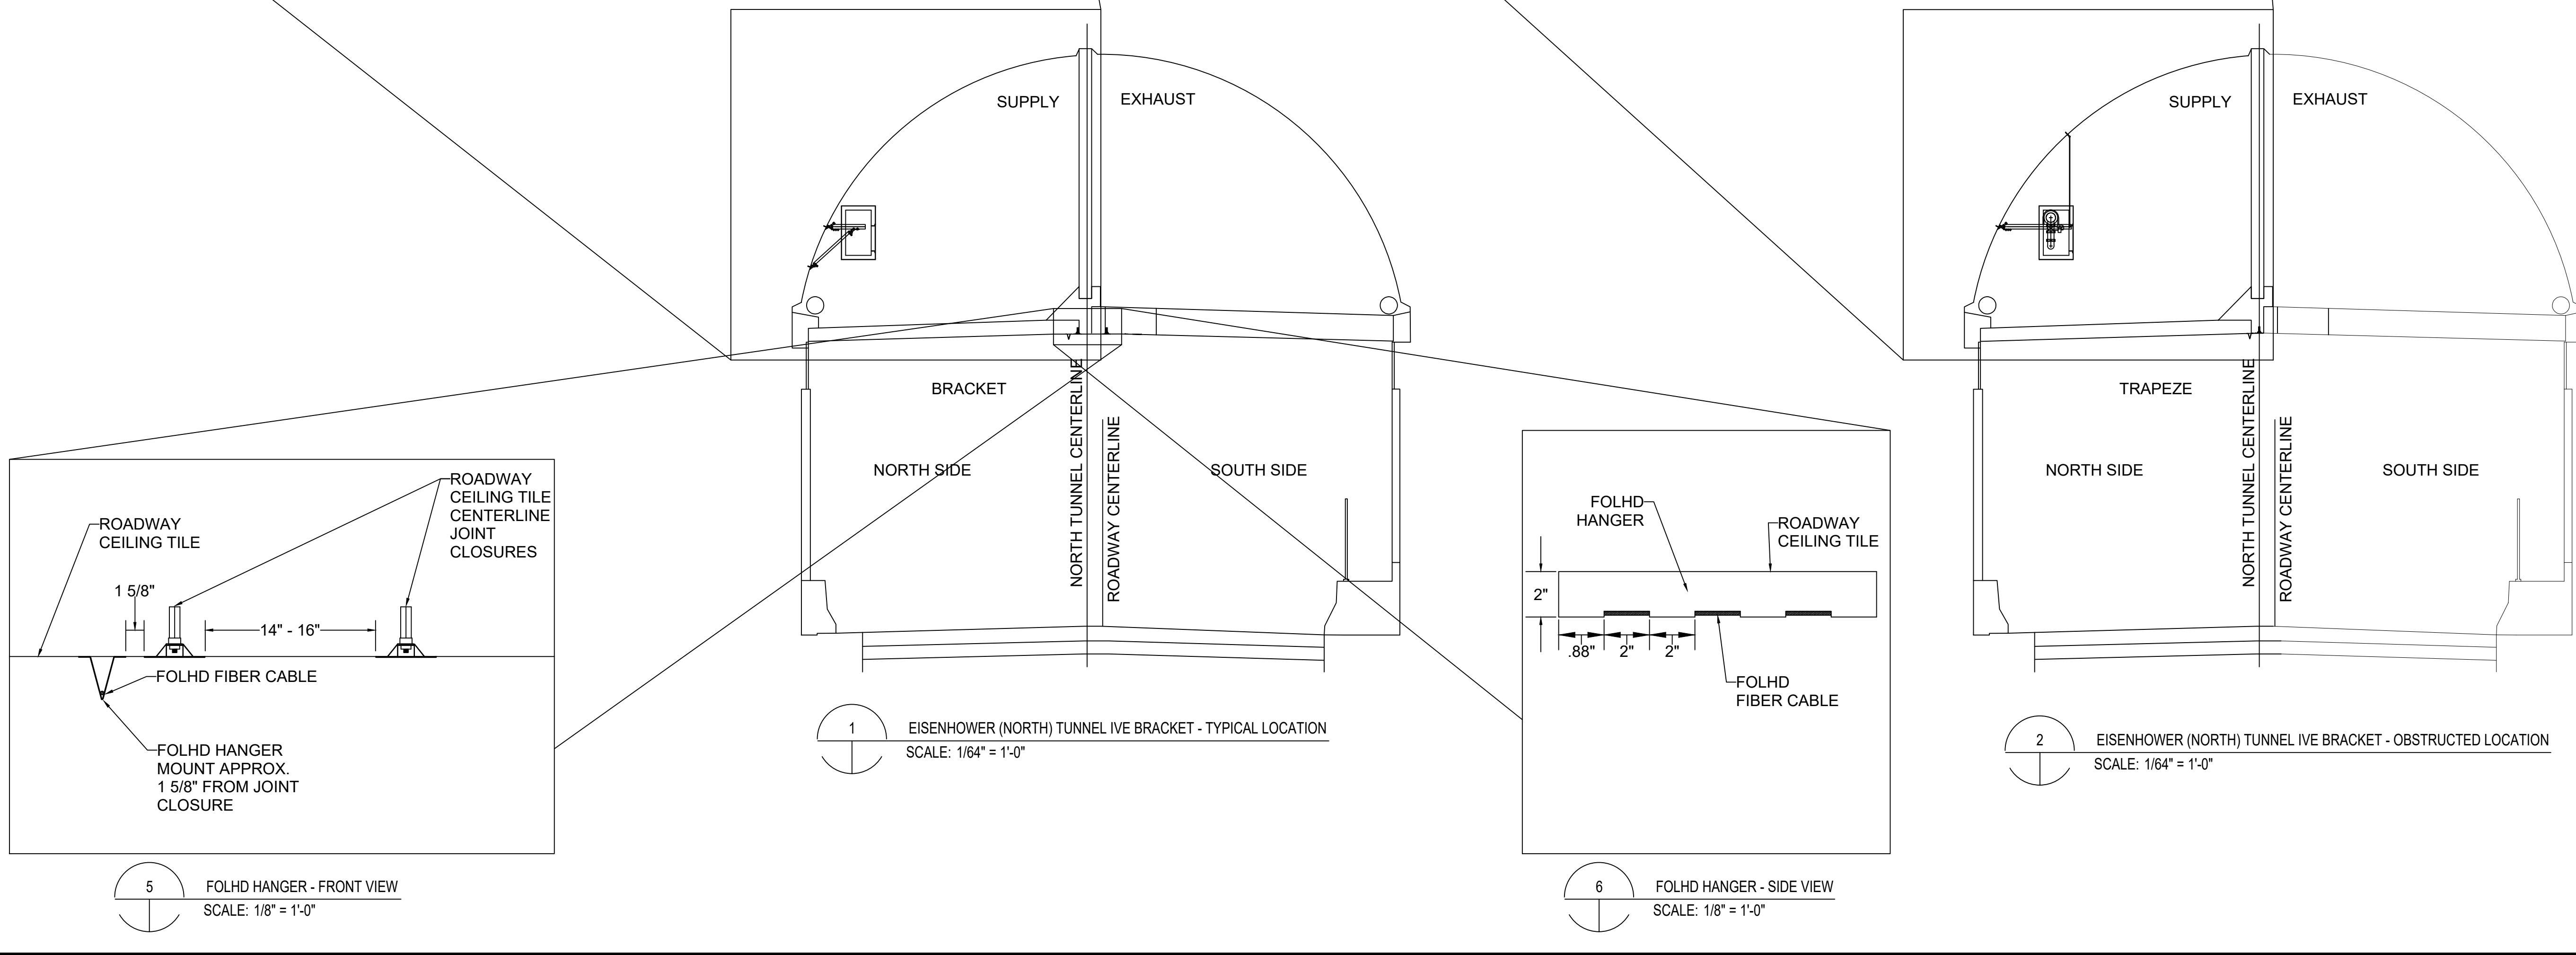 SUPPLY
EXHAUST
BRACKET
NORTH SIDE
SOUTH SIDE
NORTH TUNNEL CENTERLINE
ROADWAY CENTERLINE
1
EISENHOWER (NORTH) TUNNEL IVE BRACKET - TYPICAL LOCATION
SCALE: 1/64" = 1'-0"
SUPPLY
EXHAUST
TRAPEZE
NORTH SIDE
SOUTH SIDE
NORTH TUNNEL CENTERLINE
ROADWAY CENTERLINE
2
EISENHOWER (NORTH) TUNNEL IVE BRACKET - OBSTRUCTED LOCATION
SCALE: 1/64" = 1'-0"
ROADWAY
CEILING TILE
CENTERLINE
JOINT
CLOSURES
ROADWAY
CEILING TILE
1 5/8"
14" - 16"
FOLHD FIBER CABLE
FOLHD HANGER
MOUNT APPROX.
1 5/8" FROM JOINT
CLOSURE
5
FOLHD HANGER - FRONT VIEW
SCALE: 1/8" = 1'-0"
FOLHD
HANGER
ROADWAY
CEILING TILE
2"
.88"
2"
2"
FOLHD
FIBER CABLE
6
FOLHD HANGER - SIDE VIEW
SCALE: 1/8" = 1'-0"